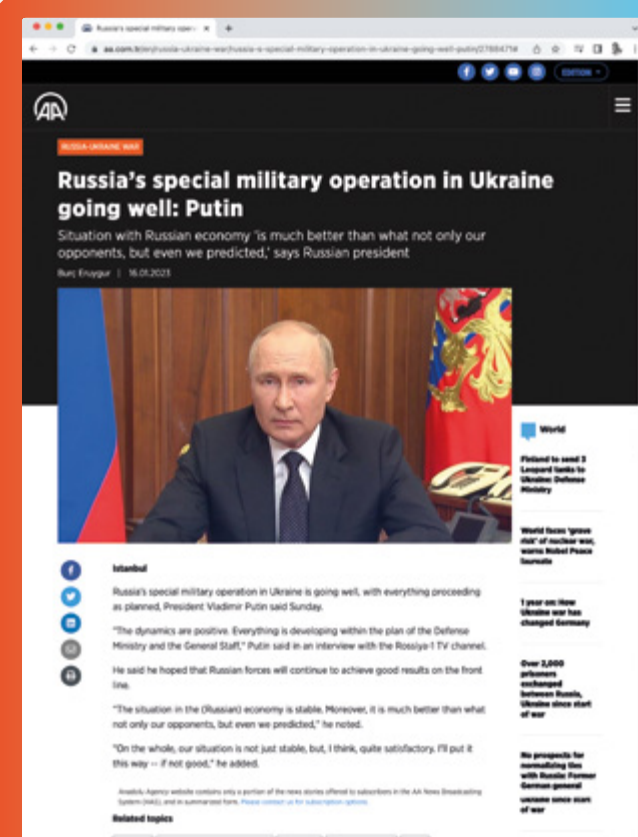 Russia's special military oper
aa.com.tr/en/russia-ukraine-war/russia-s-special-military-operation-in-ukraine-going-well-putin/2788471#
EDITION
AA
RUSSIA-UKRAINE WAR
Russia's special military operation in Ukraine
going well: Putin
Situation with Russian economy 'is much better than what not only our
opponents, but even we predicted,' says Russian president
Burç Eruygur | 16.01.2023
World
Finland to send 3
Leopard tanks to
Ukraine: Defense
Ministry
World faces 'grave
risk' of nuclear war,
warns Nobel Peace
laureate
1 year on: How
Ukraine war has
changed Germany
Over 2,000
prisoners
exchanged
between Russia,
Ukraine since start
of war
No prospects for
normalizing ties
with Russia: Former
German general
Ukraine since start
of war
Istanbul
Russia's special military operation in Ukraine is going well, with everything proceeding
as planned, President Vladimir Putin said Sunday.
"The dynamics are positive. Everything is developing within the plan of the Defense
Ministry and the General Staff," Putin said in an interview with the Rossiya-1 TV channel.
He said he hoped that Russian forces will continue to achieve good results on the front
line.
"The situation in the (Russian) economy is stable. Moreover, it is much better than what
not only our opponents, but even we predicted," he noted.
"On the whole, our situation is not just stable, but, I think, quite satisfactory. I'll put it
this way -- if not good," he added.
Anadolu Agency website contains only a portion of the news stories offered to subscribers in the AA News Broadcasting
System (HAS), and in summarized form. Please contact us for subscription options.
Related topics